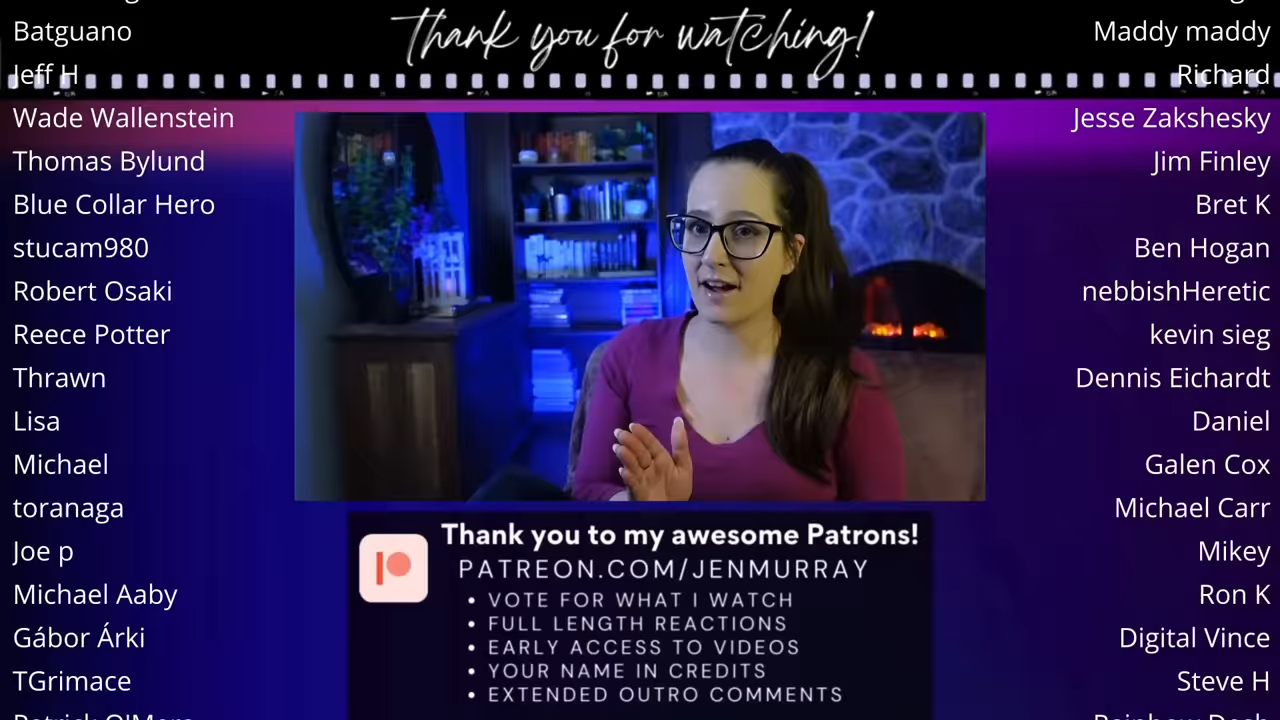 thank you for watching!
Batguano
Jeff H
Wade Wallenstein
Thomas Bylund
Blue Collar Hero
stucam980
Robert Osaki
Reece Potter
Thrawn
Lisa
Michael
toranaga
Joe p
Michael Aaby
Gábor Árki
TGrimace
Maddy maddy
Richard
Jesse Zakshesky
Jim Finley
Bret K
Ben Hogan
nebbishHeretic
kevin sieg
Dennis Eichardt
Daniel
Galen Cox
Michael Carr
Mikey
Ron K
Digital Vince
Steve H
Thank you to my awesome Patrons!
PATREON.COM/JENMURRAY
• VOTE FOR WHAT I WATCH
• FULL LENGTH REACTIONS
• EARLY ACCESS TO VIDEOS
• YOUR NAME IN CREDITS
• EXTENDED OUTRO COMMENTS